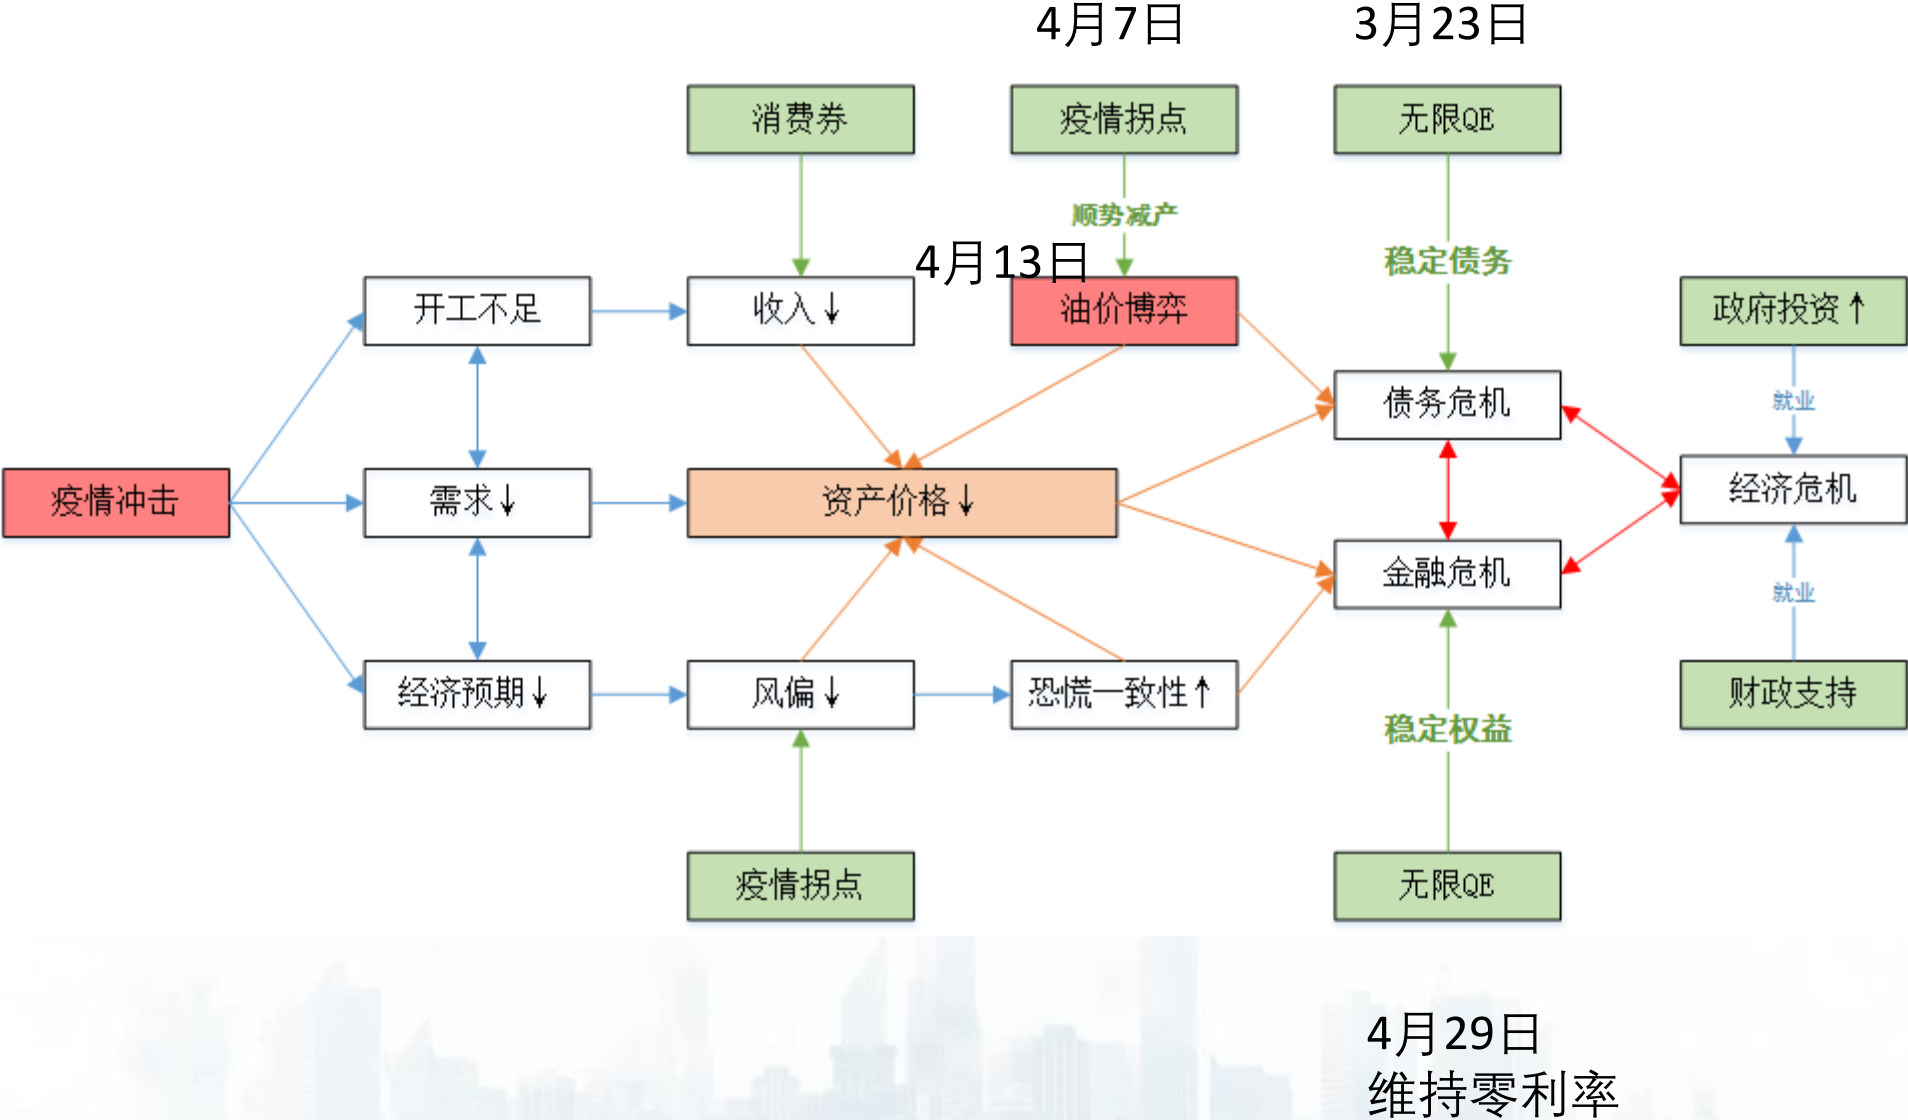 4月7日
3月23日
消费券
疫情拐点
无限QE
顺势减产
4月13日
稳定债务
开工不足
收入↓
油价博弈
政府投资↑
债务危机
就业
疫情冲击
需求↓
资产价格↓
经济危机
金融危机
就业
经济预期↓
风偏↓
恐慌一致性↑
财政支持
稳定权益
疫情拐点
无限QE
4月29日
维持零利率